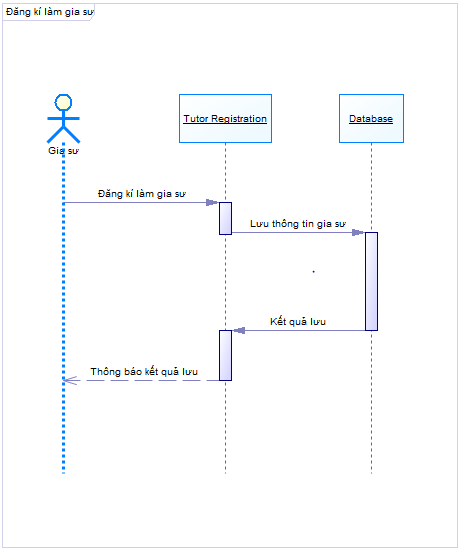 Đăng kí làm gia sư
Tutor Registration
Database
Gia sư
Đăng kí làm gia sư
Lưu thông tin gia sư
Kết quả lưu
Thông báo kết quả lưu